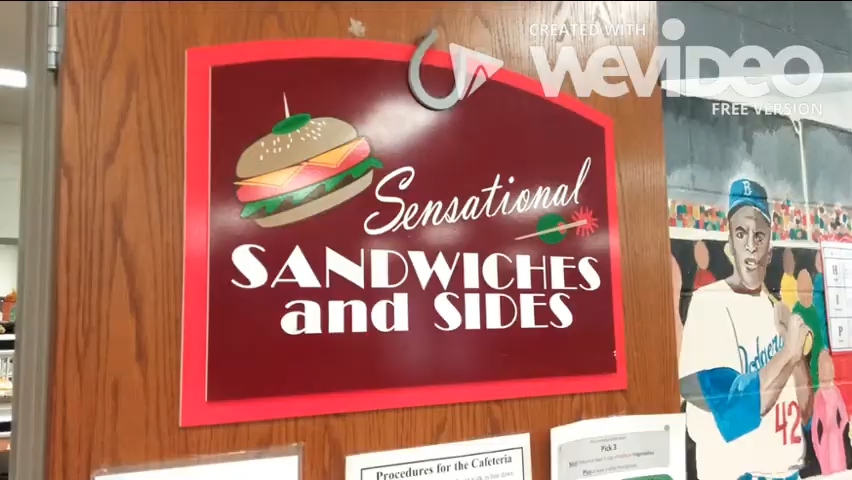 CREATED WITH
WEVIDEO
FREE VERSION
Sensational
SANDWICHES
and SIDES
B
Dodgers
42
H
I
P
Procedures for the Cafeteria
Pick 3